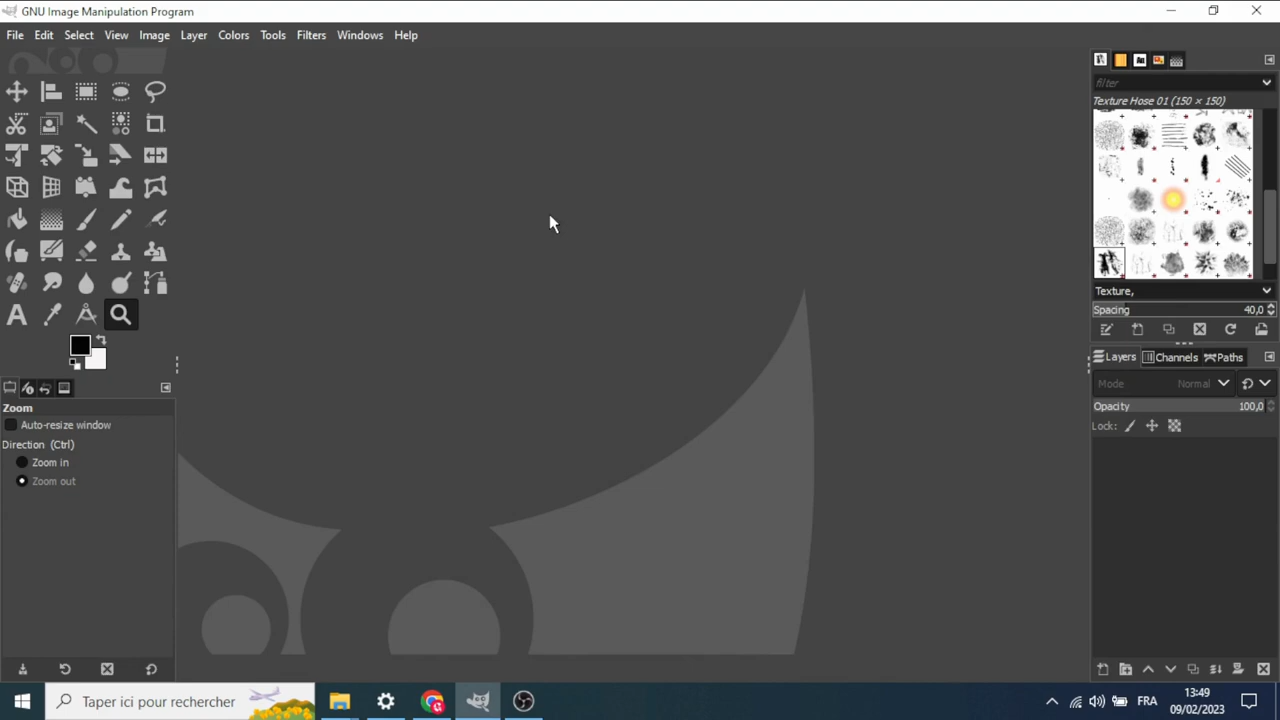 GNU Image Manipulation Program
File Edit Select View Image Layer Colors Tools Filters Windows Help
Aa
filter
Texture Hose 01 (150 × 150)
Texture,
Spacing 40,0
A
Zoom
Auto-resize window
Direction (Ctrl)
Zoom in
Zoom out
Layers Channels Paths
Mode Normal
Opacity 100,0
Lock:
Taper ici pour rechercher
FRA
13:49
09/02/2023